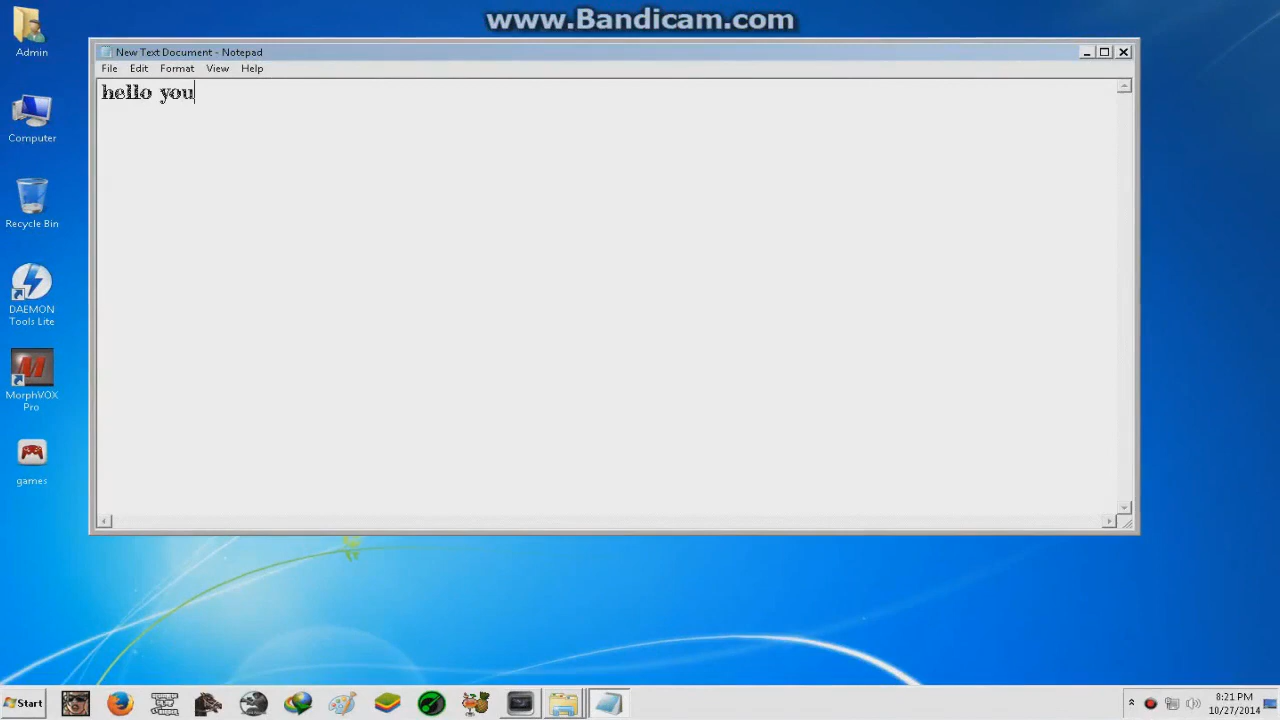 www.Bandicam.com
Admin
New Text Document - Notepad
File Edit Format View Help
hello you
Computer
Recycle Bin
DAEMON
Tools Lite
MorphVOX
Pro
games
Start
8:21 PM
10/27/2014